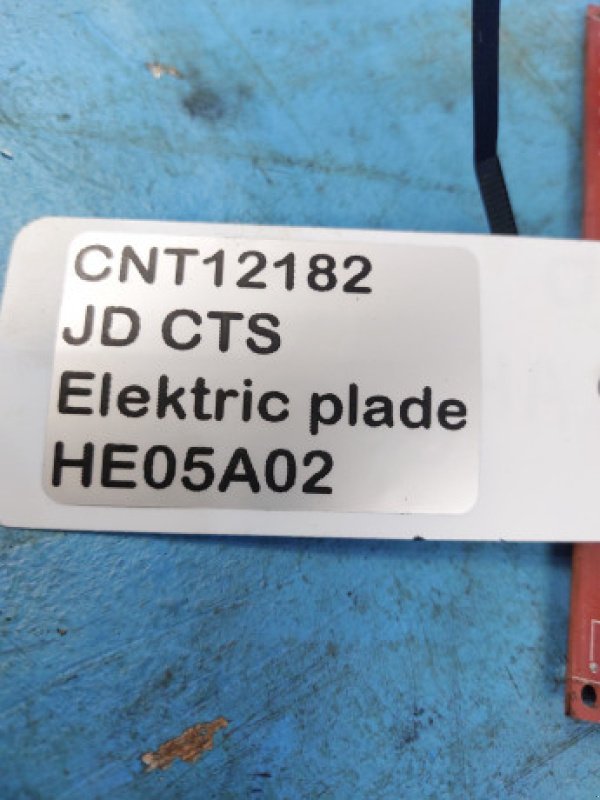 CNT12182
JD CTS
Elektric plade
HE05A02